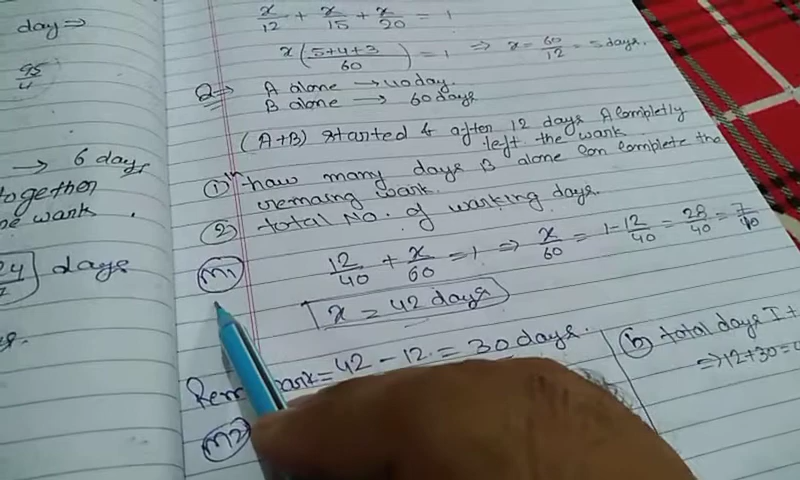 day ⇒
95/4
→ 6 days
together
he wark.
days
x/12 + x/15 + x/20 = 1
x(5+4+3/60) = 1 ⇒ x = 60/12 = 5 days.
Q→ A alone → 40 day.
B alone → 60 days
(A+B) started & after 12 days A completly
left the wark
① in how many days B alone can complete the
remaing wark.
② total No. of warking days.
M1 12/40 + x/60 = 1 ⇒ x/60 = 1-12/40 = 28/40 = 7/10
x = 42 days
= 42 - 12 = 30 days.
ⓑ total days I +
⇒ 12+30=
M2